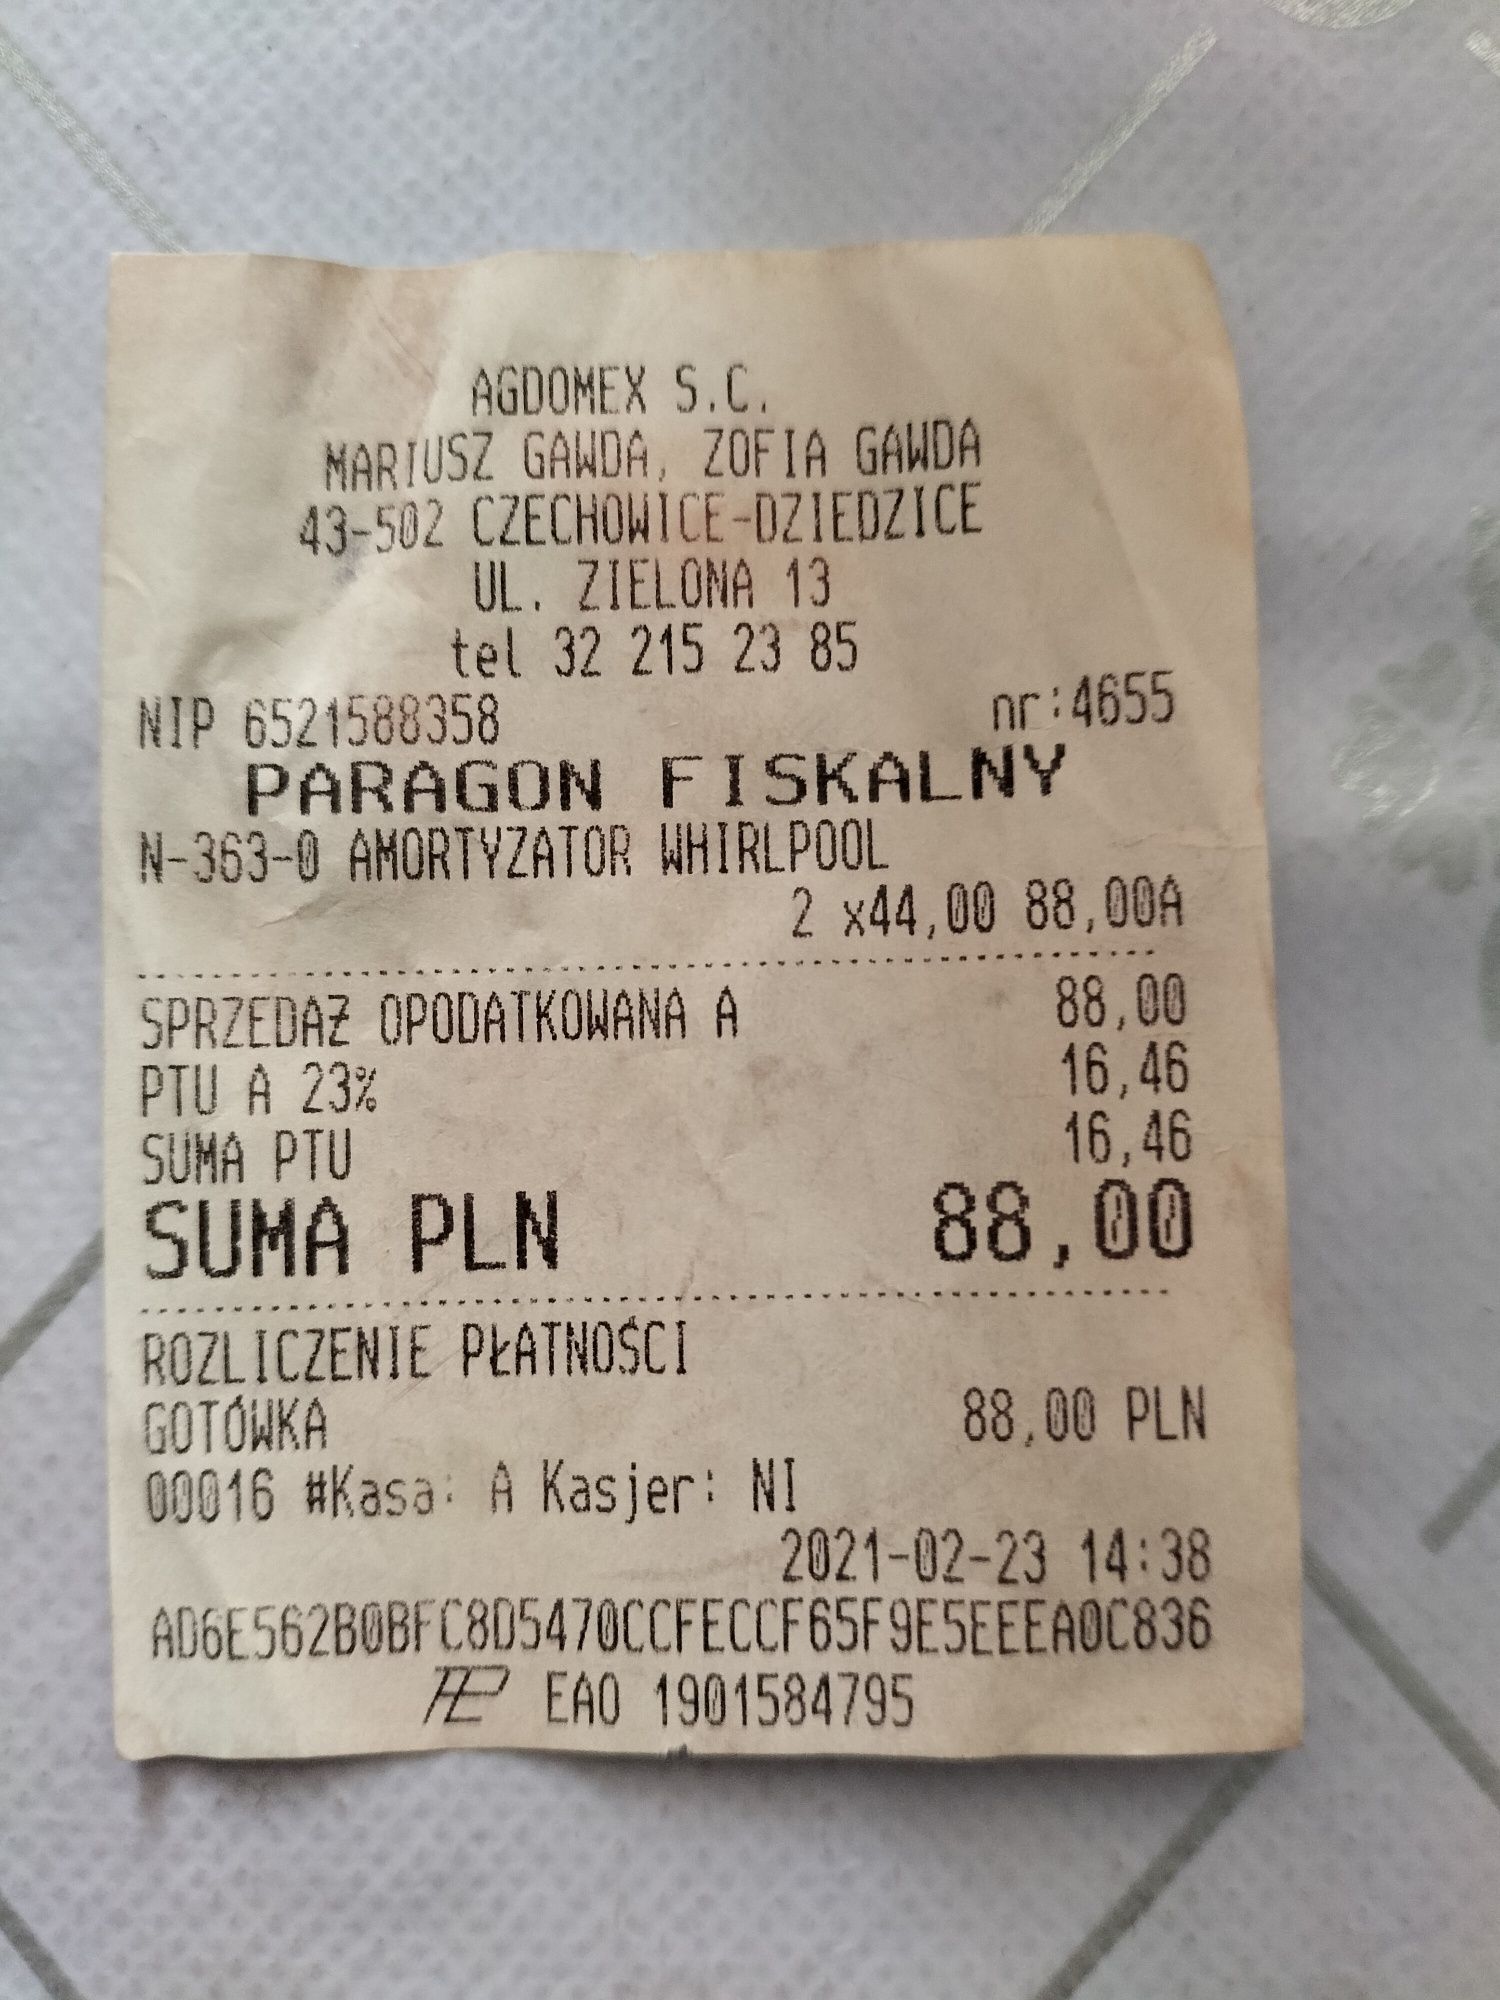 AGDOMEX S.C.
MARIUSZ GAWDA, ZOFIA GAWDA
43-502 CZECHOWICE-DZIEDZICE
UL. ZIELONA 13
tel 32 215 23 85
NIP 6521588358 nr:4655
PARAGON FISKALNY
N-363-0 AMORTYZATOR WHIRLPOOL
2 x44,00 88,00A
SPRZEDAŻ OPODATKOWANA A 88,00
PTU A 23% 16,46
SUMA PTU 16,46
SUMA PLN 88,00
ROZLICZENIE PŁATNOŚCI
GOTÓWKA 88,00 PLN
00016 #Kasa: A Kasjer: NI
2021-02-23 14:38
AD6E562B0BFC8D5470CCFECCF65F9E5EEEA0C836
EAO 1901584795